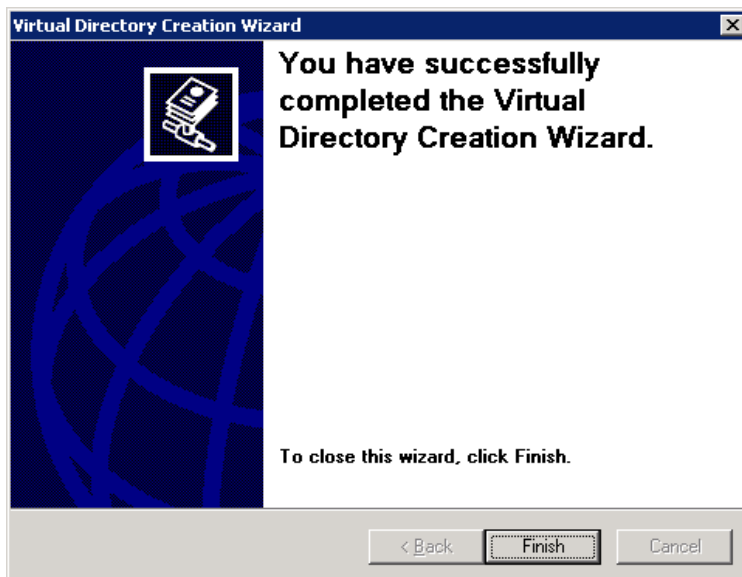 Virtual Directory Creation Wizard
You have successfully
completed the Virtual
Directory Creation Wizard.
To close this wizard, click Finish.
< Back
Finish
Cancel